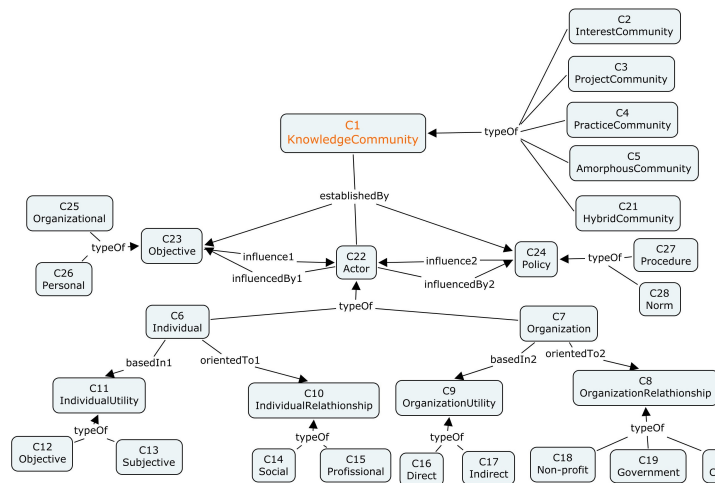 C2
InterestCommunity
C3
ProjectCommunity
C1
KnowledgeCommunity
typeOf
C4
PracticeCommunity
C5
AmorphousCommunity
establishedBy
C25
Organizational
C21
HybridCommunity
C23
Objective
typeOf
influence1
C22
Actor
influence2
C24
Policy
typeOf
C27
Procedure
C26
Personal
influencedBy1
influencedBy2
C28
Norm
typeOf
C6
Individual
C7
Organization
basedIn1
orientedTo1
basedIn2
orientedTo2
C11
IndividualUtility
C10
IndividualRelathionship
C9
OrganizationUtility
C8
OrganizationRelathionship
typeOf
typeOf
typeOf
typeOf
C12
Objective
C13
Subjective
C14
Social
C15
Profissional
C16
Direct
C17
Indirect
C18
Non-profit
C19
Government